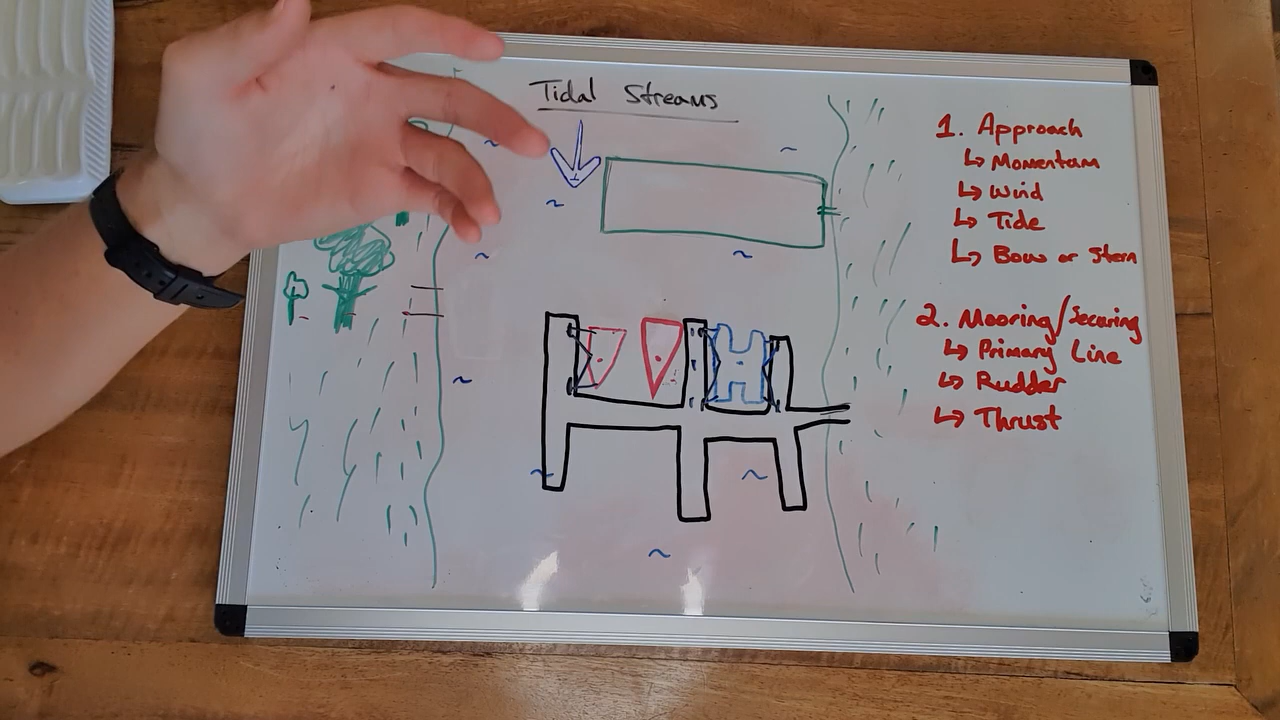 Tidal Streams
1. Approach
↳ Momentum
↳ Wind
↳ Tide
↳ Bow or Stern
2. Mooring/Securing
↳ Primary Line
↳ Rudder
↳ Thrust